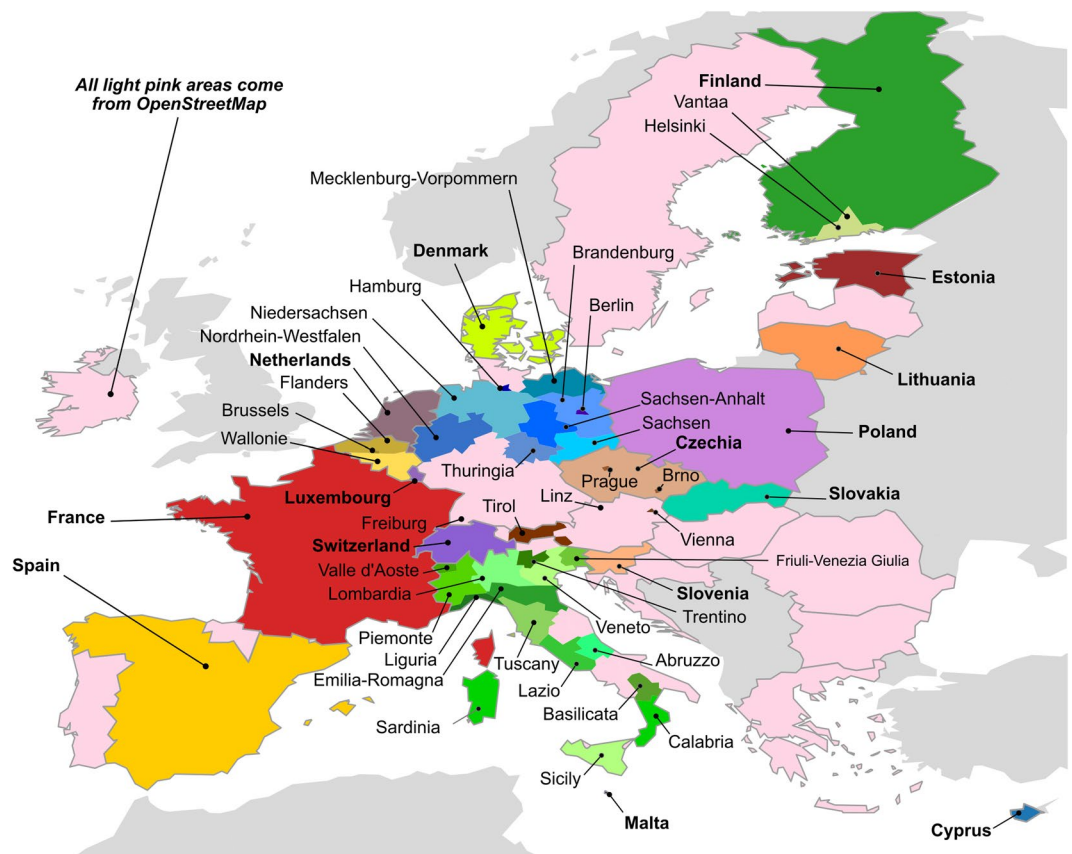 All light pink areas come
from OpenStreetMap
Finland
Vantaa
Helsinki
Mecklenburg-Vorpommern
Denmark
Brandenburg
Hamburg
Estonia
Berlin
Niedersachsen
Nordrhein-Westfalen
Netherlands
Flanders
Lithuania
Sachsen-Anhalt
Brussels
Sachsen
Wallonie
Czechia
Poland
Thuringia
Prague
Brno
Luxembourg
Linz
Slovakia
Tirol
France
Freiburg
Vienna
Switzerland
Friuli-Venezia Giulia
Spain
Valle d'Aoste
Lombardia
Slovenia
Trentino
Veneto
Piemonte
Liguria
Tuscany
Abruzzo
Emilia-Romagna
Lazio
Basilicata
Sardinia
Calabria
Sicily
Malta
Cyprus